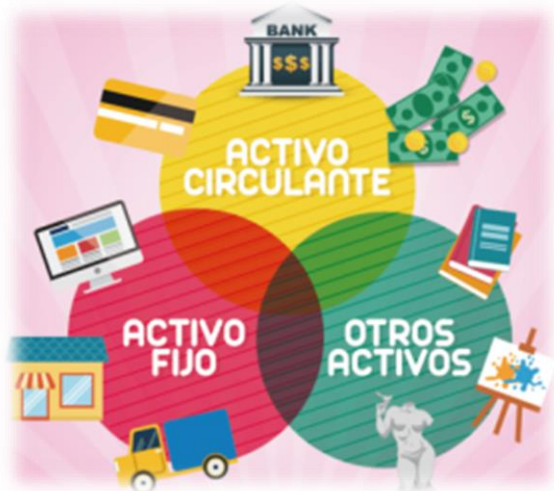 BANK
$$$
ACTIVO
CIRCULANTE
ACTIVO
FIJO
OTROS
ACTIVOS